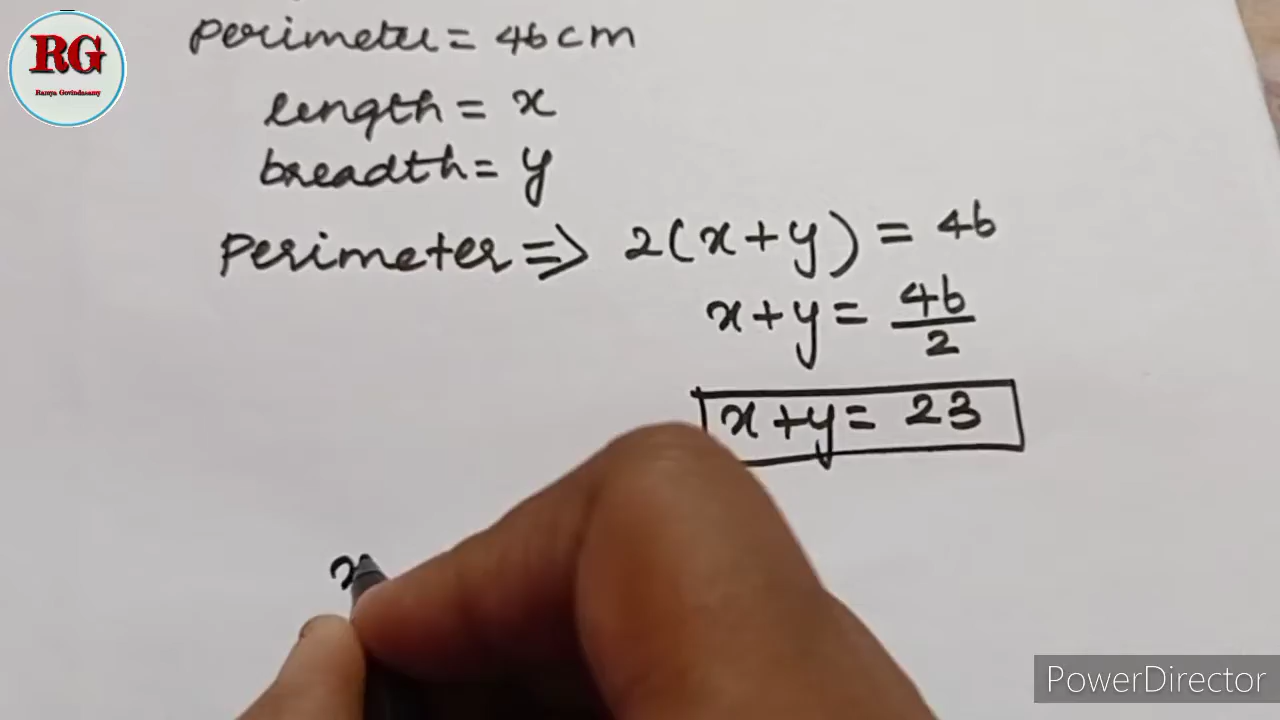 RG
Ramya Govindasamy
Perimeter = 46 cm
length = x
breadth = y
Perimeter => 2(x+y) = 46
x+y = 46/2
x+y = 23
x
PowerDirector